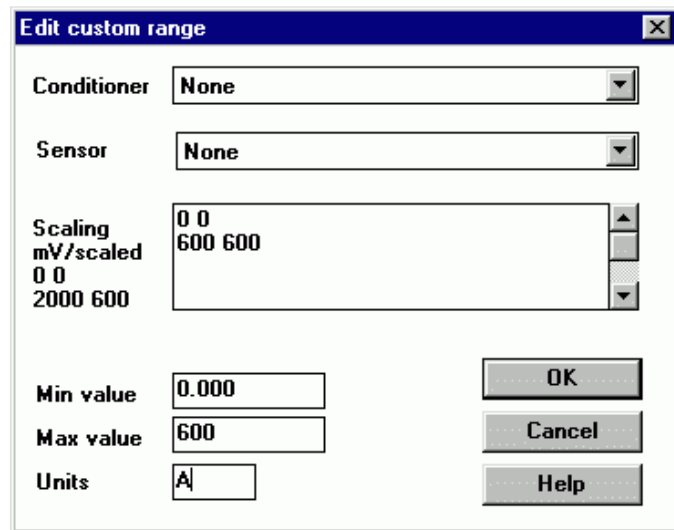 Edit custom range
Conditioner None
Sensor None
Scaling
mV/scaled
0 0
2000 600
0 0
600 600
Min value 0.000
Max value 600
Units A
OK
Cancel
Help